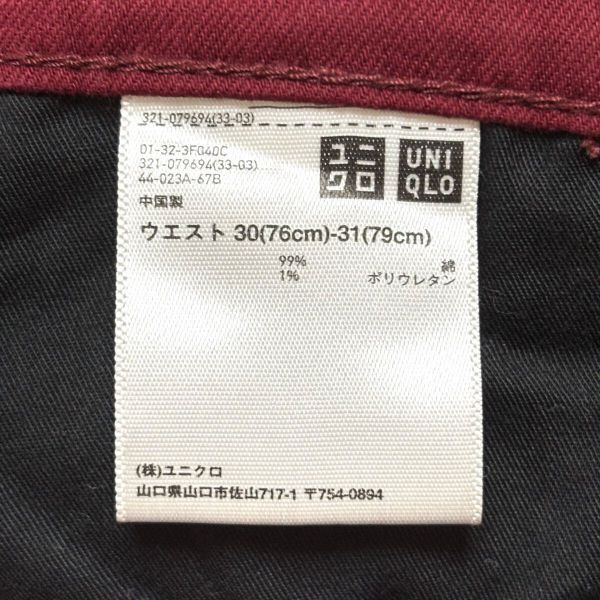 321-079694(33-03)
01-32-3FG40C
321-079694(33-03)
44-023A-67B
ユニ
クロ
UNI
QLO
中国製
ウエスト 30(76cm)-31(79cm)
99% 綿
1% ポリウレタン
(株)ユニクロ
山口県山口市佐山717-1 〒754-0894